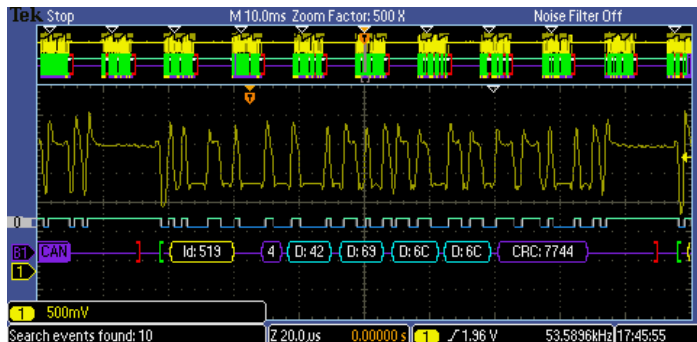 Tek Stop M 10.0ms Zoom Factor: 500 X Noise Filter Off
T
T
D
B1 CAN ] [ Id: 519 4 D: 42 D: 69 D: 6C D: 6C CRC: 7744 ] [
1
1 500mV
Search events found: 10 Z 20.0µs 0.00000 s 1 1.96 V 53.5896kHz 17:45:55